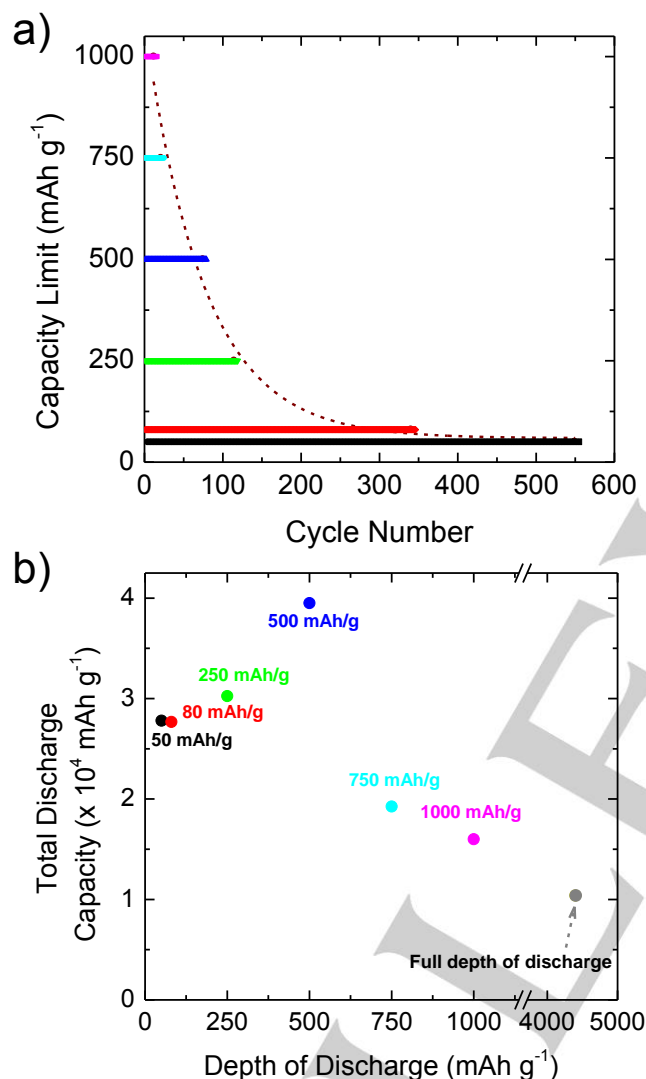 a)
1000
750
500
250
0
Capacity Limit (mAh g⁻¹)
0 100 200 300 400 500 600
Cycle Number
b)
4
3
2
1
0
Total Discharge
Capacity (x 10⁴ mAh g⁻¹)
500 mAh/g
250 mAh/g
80 mAh/g
50 mAh/g
750 mAh/g
1000 mAh/g
Full depth of discharge
0 250 500 750 1000 4000 5000
Depth of Discharge (mAh g⁻¹)